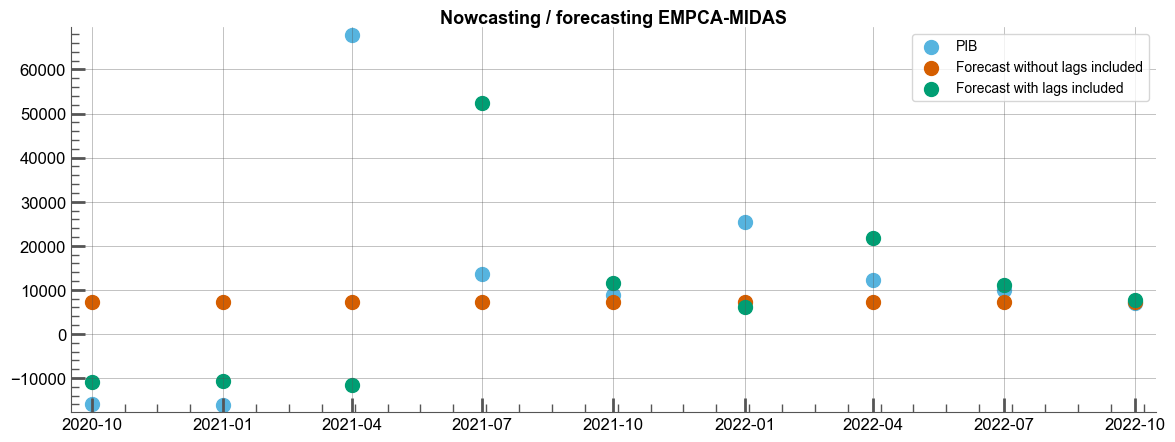 Nowcasting / forecasting EMPCA-MIDAS
PIB
Forecast without lags included
Forecast with lags included
60000
50000
40000
30000
20000
10000
0
−10000
2020-10 2021-01 2021-04 2021-07 2021-10 2022-01 2022-04 2022-07 2022-10